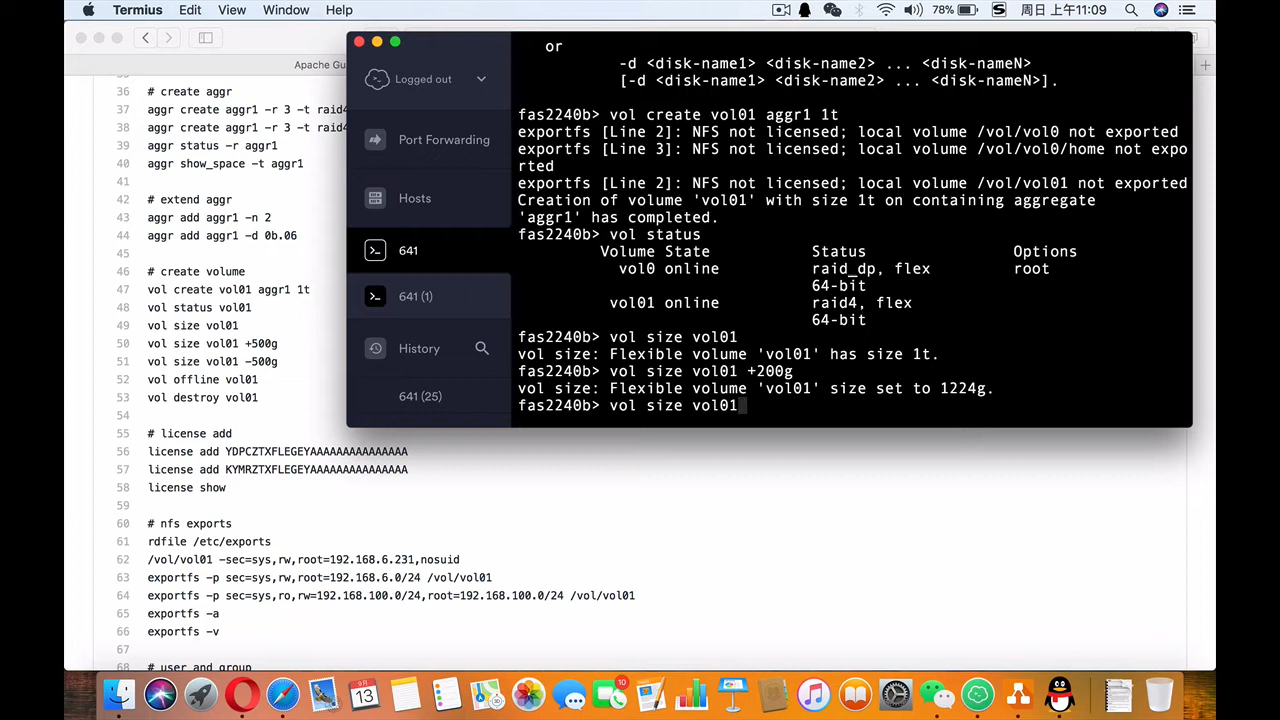 Termius Edit View Window Help 78% 周日 上午11:09
Apache Gu
or
-d <disk-name1> <disk-name2> ... <disk-nameN>
[-d <disk-name1> <disk-name2> ... <disk-nameN>].
fas2240b> vol create vol01 aggr1 1t
exportfs [Line 2]: NFS not licensed; local volume /vol/vol0 not exported
exportfs [Line 3]: NFS not licensed; local volume /vol/vol0/home not expo
rted
exportfs [Line 2]: NFS not licensed; local volume /vol/vol01 not exported
Creation of volume 'vol01' with size 1t on containing aggregate
'aggr1' has completed.
fas2240b> vol status
Volume State Status Options
vol0 online raid_dp, flex root
64-bit
vol01 online raid4, flex
64-bit
fas2240b> vol size vol01
vol size: Flexible volume 'vol01' has size 1t.
fas2240b> vol size vol01 +200g
vol size: Flexible volume 'vol01' size set to 1224g.
fas2240b> vol size vol01
Logged out
Port Forwarding
Hosts
641
641 (1)
History
641 (25)
36 # create aggr
37 aggr create aggr1 -r 3 -t raid4
38 aggr create aggr1 -r 3 -t raid4
39 aggr status -r aggr1
40 aggr show_space -t aggr1
41
42 # extend aggr
43 aggr add aggr1 -n 2
44 aggr add aggr1 -d 0b.06
45
46 # create volume
47 vol create vol01 aggr1 1t
48 vol status vol01
49 vol size vol01
50 vol size vol01 +500g
51 vol size vol01 -500g
52 vol offline vol01
53 vol destroy vol01
54
55 # license add
56 license add YDPCZTXFLEGEYAAAAAAAAAAAAAAA
57 license add KYMRZTXFLEGEYAAAAAAAAAAAAAAA
58 license show
59
60 # nfs exports
61 rdfile /etc/exports
62 /vol/vol01 -sec=sys,rw,root=192.168.6.231,nosuid
63 exportfs -p sec=sys,rw,root=192.168.6.0/24 /vol/vol01
64 exportfs -p sec=sys,ro,rw=192.168.100.0/24,root=192.168.100.0/24 /vol/vol01
65 exportfs -a
66 exportfs -v
67
68 # user and group
9月
13
10